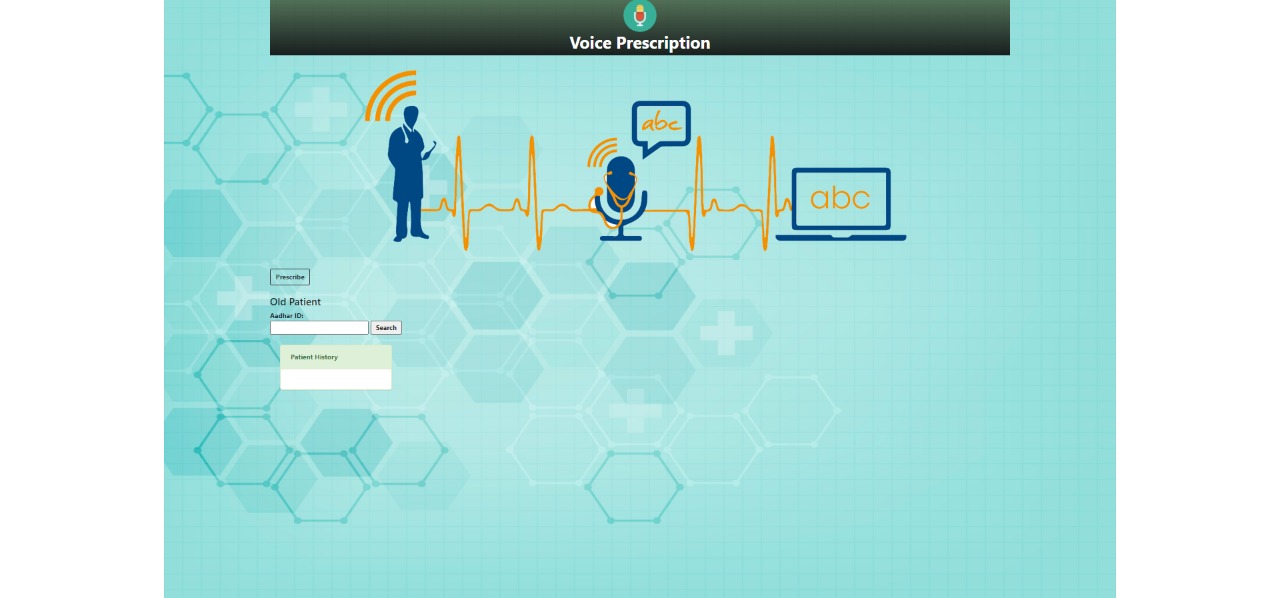 Voice Prescription
abc
abc
Prescribe
Old Patient
Aadhar ID:
Search
Patient History